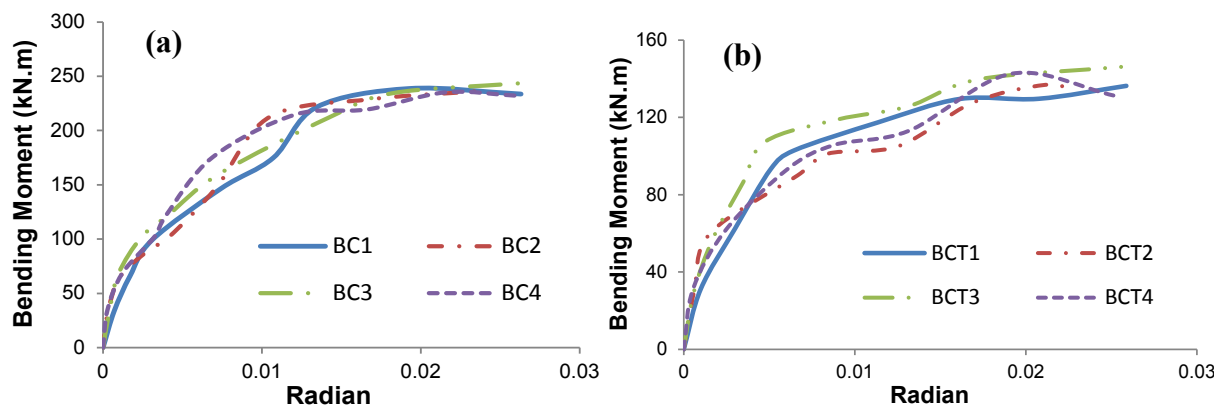 (a)
Bending Moment (kN.m)
300
250
200
150
100
50
0
BC1
BC2
BC3
BC4
0
0.01
0.02
0.03
Radian
(b)
Bending Moment (kN.m)
160
120
80
40
0
BCT1
BCT2
BCT3
BCT4
0
0.01
0.02
0.03
Radian